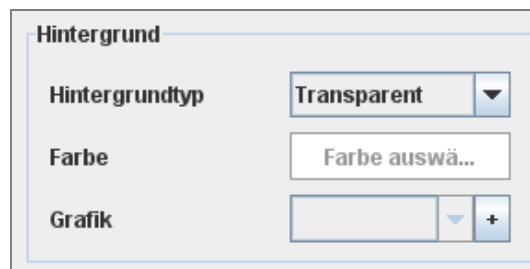 Hintergrund
Hintergrundtyp Transparent
Farbe Farbe auswä...
Grafik +